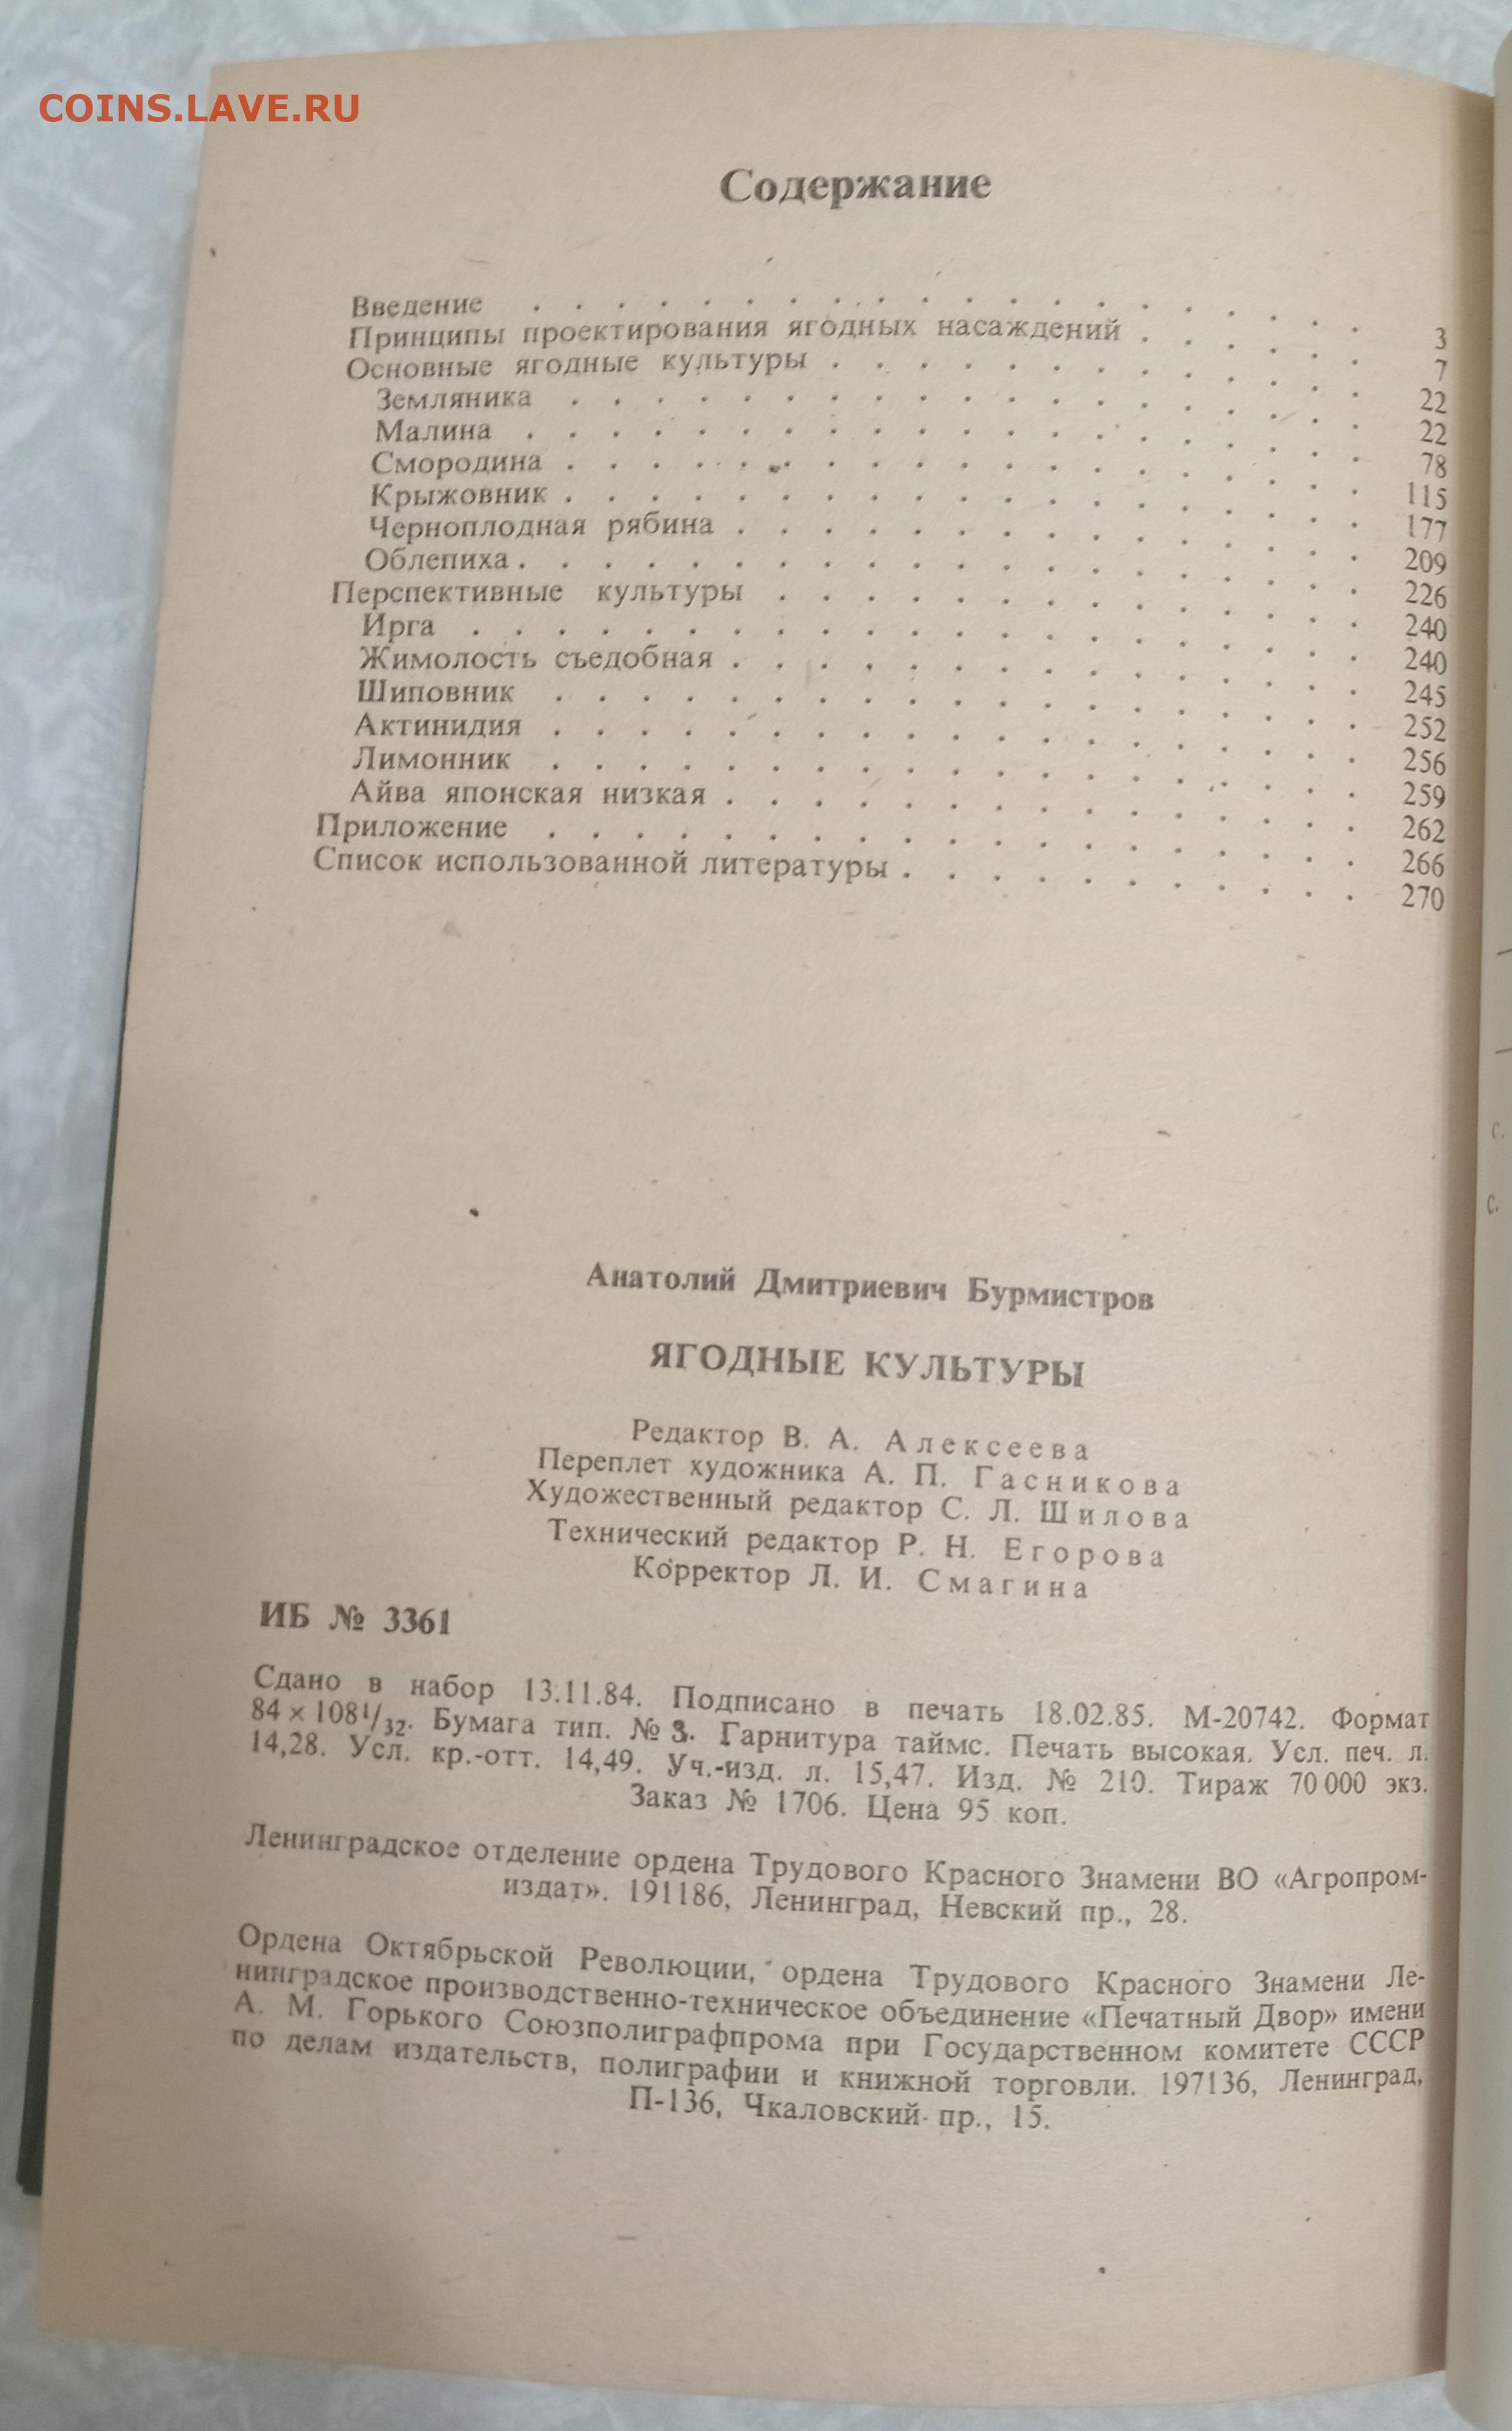 COINS.LAVE.RU
Содержание
Введение . . . . . . . . . . . . . . . . . . . . 3
Принципы проектирования ягодных насаждений . . . . . . 7
Основные ягодные культуры . . . . . . . . . . . . . 22
Земляника . . . . . . . . . . . . . . . . . . . 22
Малина . . . . . . . . . . . . . . . . . . . . 78
Смородина . . . . . . . . . . . . . . . . . . . 115
Крыжовник . . . . . . . . . . . . . . . . . . . 177
Черноплодная рябина . . . . . . . . . . . . . . . 209
Облепиха . . . . . . . . . . . . . . . . . . . . 226
Перспективные культуры . . . . . . . . . . . . . . 240
Ирга . . . . . . . . . . . . . . . . . . . . . 240
Жимолость съедобная . . . . . . . . . . . . . . . 245
Шиповник . . . . . . . . . . . . . . . . . . . 252
Актинидия . . . . . . . . . . . . . . . . . . . 256
Лимонник . . . . . . . . . . . . . . . . . . . 259
Айва японская низкая . . . . . . . . . . . . . . . 262
Приложение . . . . . . . . . . . . . . . . . . . 266
Список использованной литературы . . . . . . . . . . . 270
Анатолий Дмитриевич Бурмистров
ЯГОДНЫЕ КУЛЬТУРЫ
Редактор В. А. Алексеева
Переплет художника А. П. Гасникова
Художественный редактор С. Л. Шилова
Технический редактор Р. Н. Егорова
Корректор Л. И. Смагина
ИБ № 3361
Сдано в набор 13.11.84. Подписано в печать 18.02.85. М-20742. Формат
84×108¹/₃₂. Бумага тип. № 3. Гарнитура таймс. Печать высокая. Усл. печ. л.
14,28. Усл. кр.-отт. 14,49. Уч.-изд. л. 15,47. Изд. № 210. Тираж 70 000 экз.
Заказ № 1706. Цена 95 коп.
Ленинградское отделение ордена Трудового Красного Знамени ВО «Агропром-
издат». 191186, Ленинград, Невский пр., 28.
Ордена Октябрьской Революции, ордена Трудового Красного Знамени Ле-
нинградское производственно-техническое объединение «Печатный Двор» имени
А. М. Горького Союзполиграфпрома при Государственном комитете СССР
по делам издательств, полиграфии и книжной торговли. 197136, Ленинград,
П-136, Чкаловский пр., 15.
с.
с.